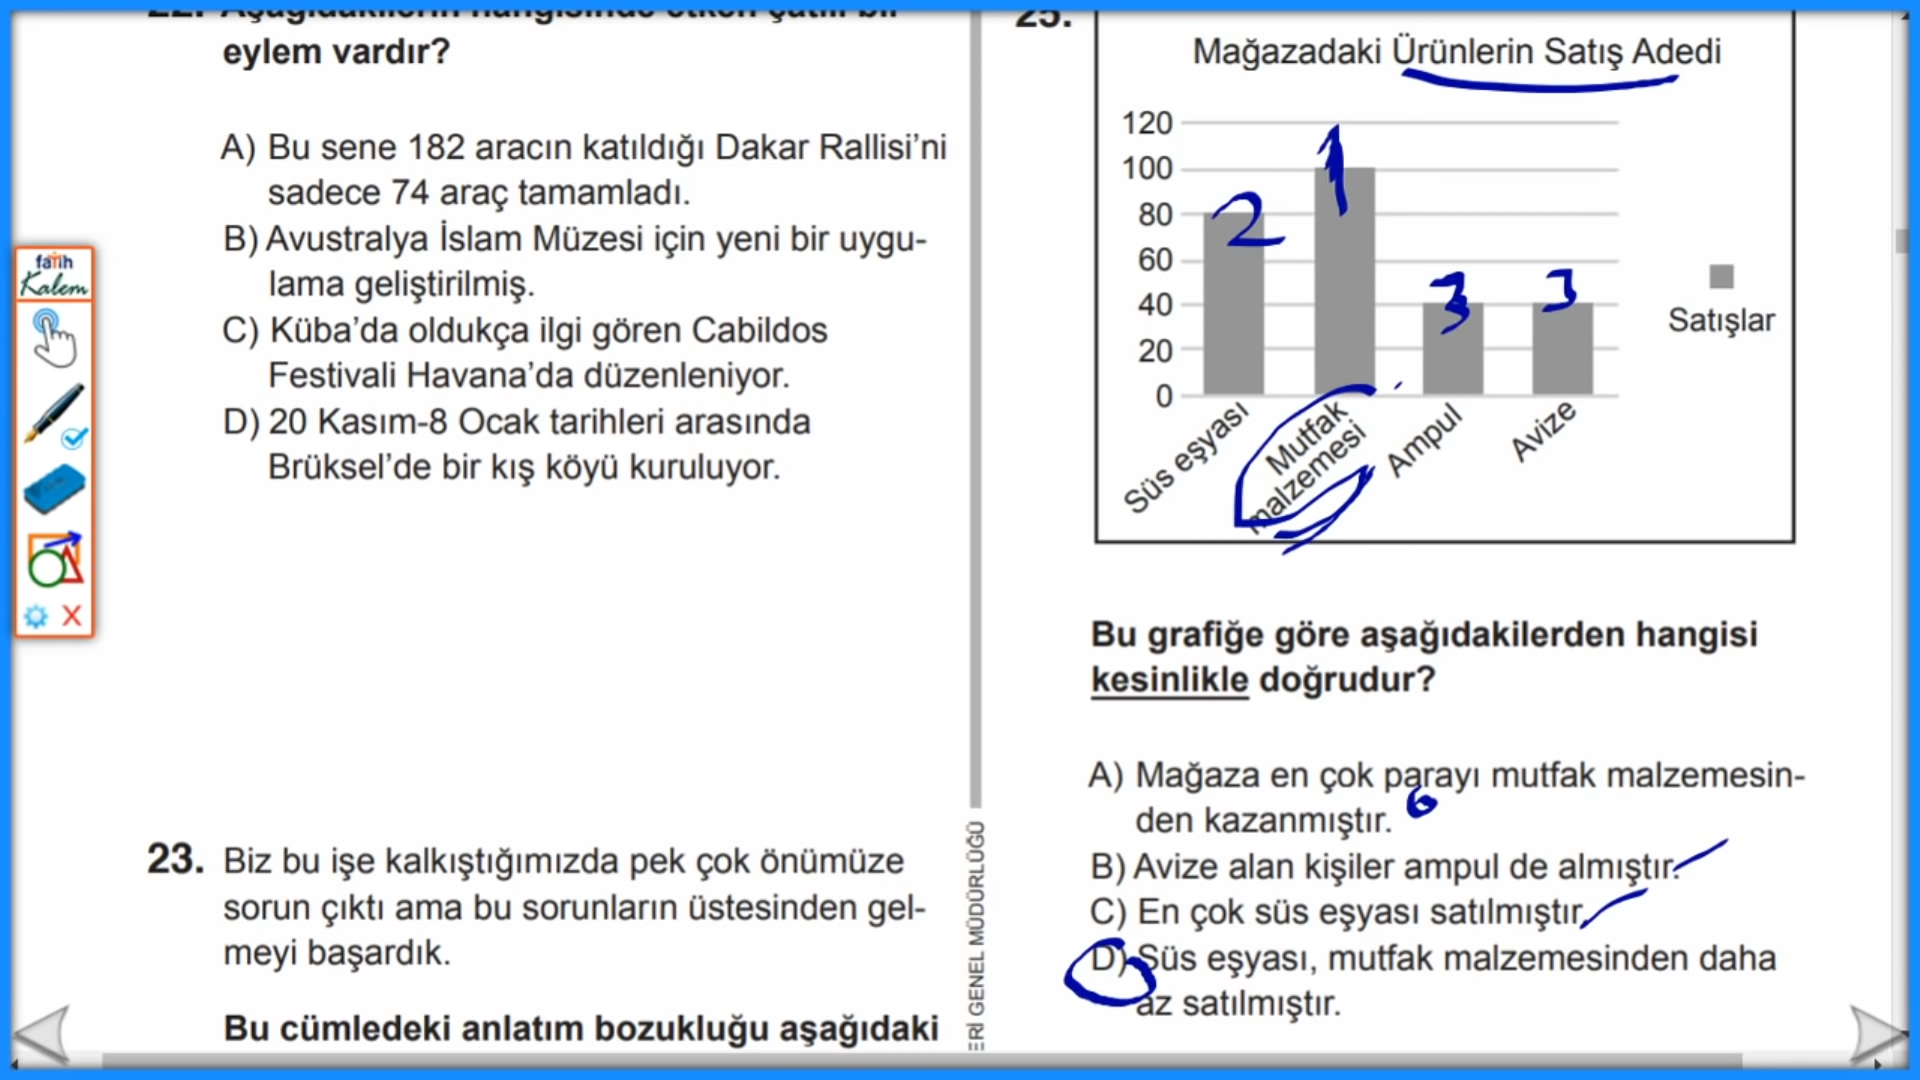 eylem vardır?
A) Bu sene 182 aracın katıldığı Dakar Rallisi'ni
sadece 74 araç tamamladı.
B) Avustralya İslam Müzesi için yeni bir uygu-
lama geliştirilmiş.
C) Küba'da oldukça ilgi gören Cabildos
Festivali Havana'da düzenleniyor.
D) 20 Kasım-8 Ocak tarihleri arasında
Brüksel'de bir kış köyü kuruluyor.
23. Biz bu işe kalkıştığımızda pek çok önümüze
sorun çıktı ama bu sorunların üstesinden gel-
meyi başardık.
Bu cümledeki anlatım bozukluğu aşağıdaki
ERİ GENEL MÜDÜRLÜĞÜ
25.
Mağazadaki Ürünlerin Satış Adedi
120
100
80
60
40
20
0
2
1
3
3
Süs eşyası
Mutfak
malzemesi
Ampul
Avize
Satışlar
Bu grafiğe göre aşağıdakilerden hangisi
kesinlikle doğrudur?
A) Mağaza en çok parayı mutfak malzemesin-
den kazanmıştır.
B) Avize alan kişiler ampul de almıştır.
C) En çok süs eşyası satılmıştır.
D) Süs eşyası, mutfak malzemesinden daha
az satılmıştır.
fatih
Kalem